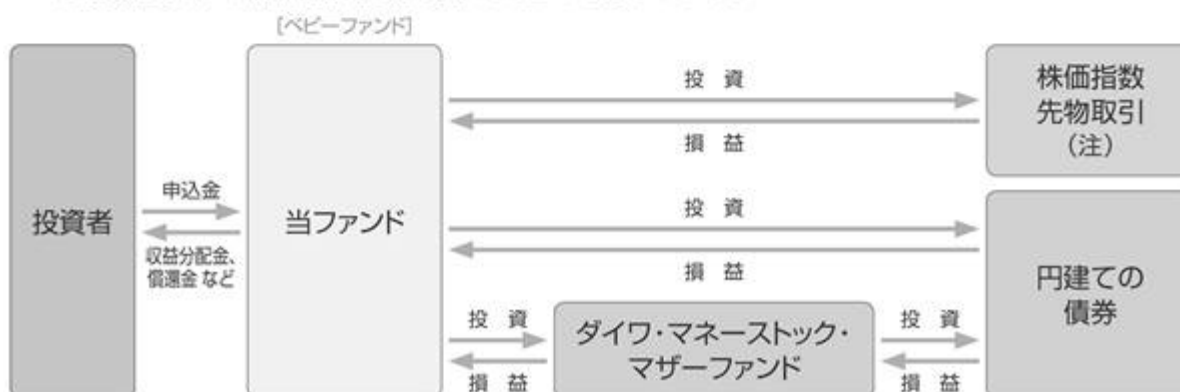 [ベビーファンド]
投資者
申込金
収益分配金、
償還金 など
当ファンド
投 資
損 益
株価指数
先物取引
(注)
投 資
損 益
円建ての
債券
投 資
損 益
ダイワ・マネーストック・
マザーファンド
投 資
損 益